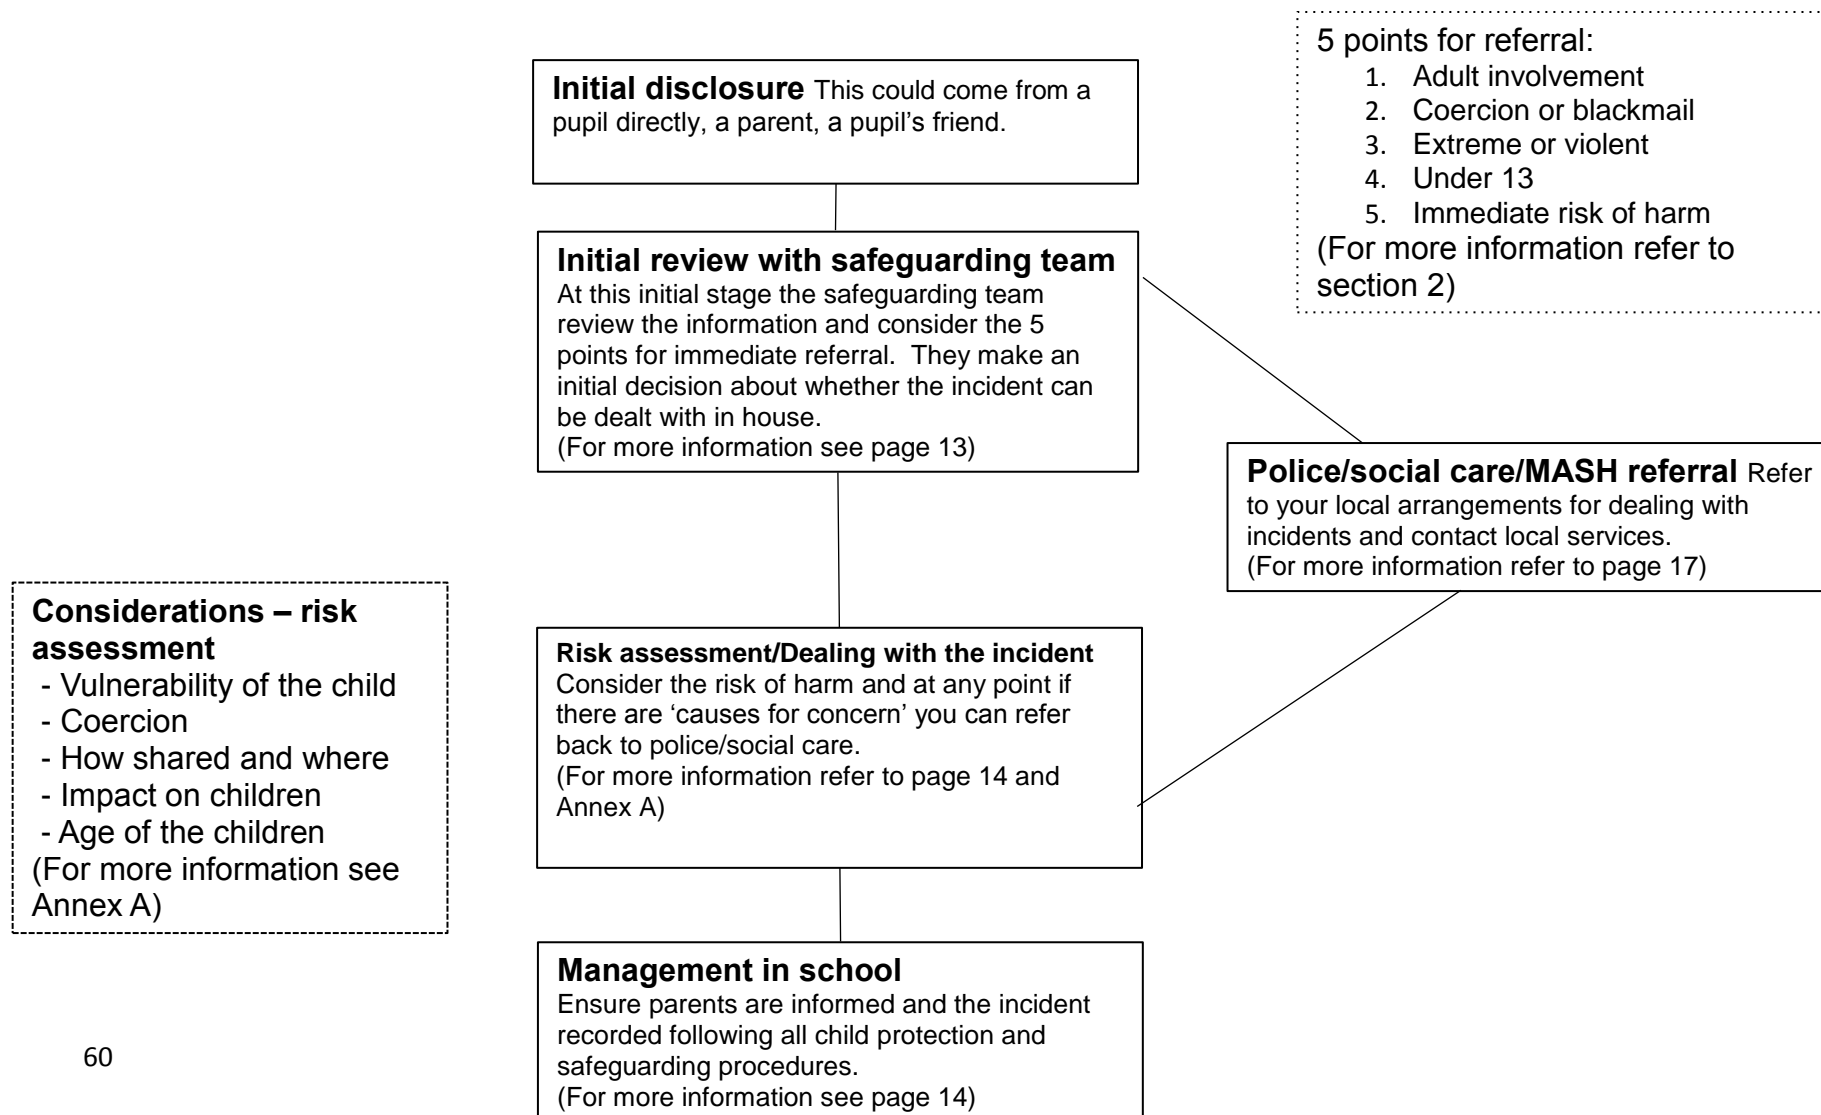 Initial disclosure This could come from a
pupil directly, a parent, a pupil’s friend.
5 points for referral:
1. Adult involvement
2. Coercion or blackmail
3. Extreme or violent
4. Under 13
5. Immediate risk of harm
(For more information refer to
section 2)
Initial review with safeguarding team
At this initial stage the safeguarding team
review the information and consider the 5
points for immediate referral. They make an
initial decision about whether the incident can
be dealt with in house.
(For more information see page 13)
Police/social care/MASH referral Refer
to your local arrangements for dealing with
incidents and contact local services.
(For more information refer to page 17)
Considerations – risk
assessment
- Vulnerability of the child
- Coercion
- How shared and where
- Impact on children
- Age of the children
(For more information see
Annex A)
Risk assessment/Dealing with the incident
Consider the risk of harm and at any point if
there are ‘causes for concern’ you can refer
back to police/social care.
(For more information refer to page 14 and
Annex A)
Management in school
Ensure parents are informed and the incident
recorded following all child protection and
safeguarding procedures.
(For more information see page 14)
60